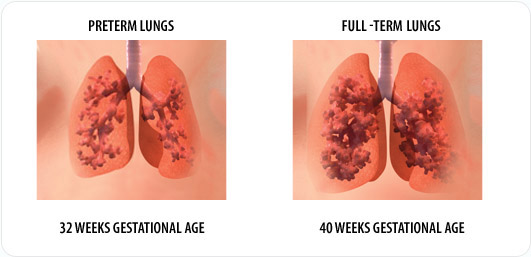 PRETERM LUNGS
FULL -TERM LUNGS
32 WEEKS GESTATIONAL AGE
40 WEEKS GESTATIONAL AGE